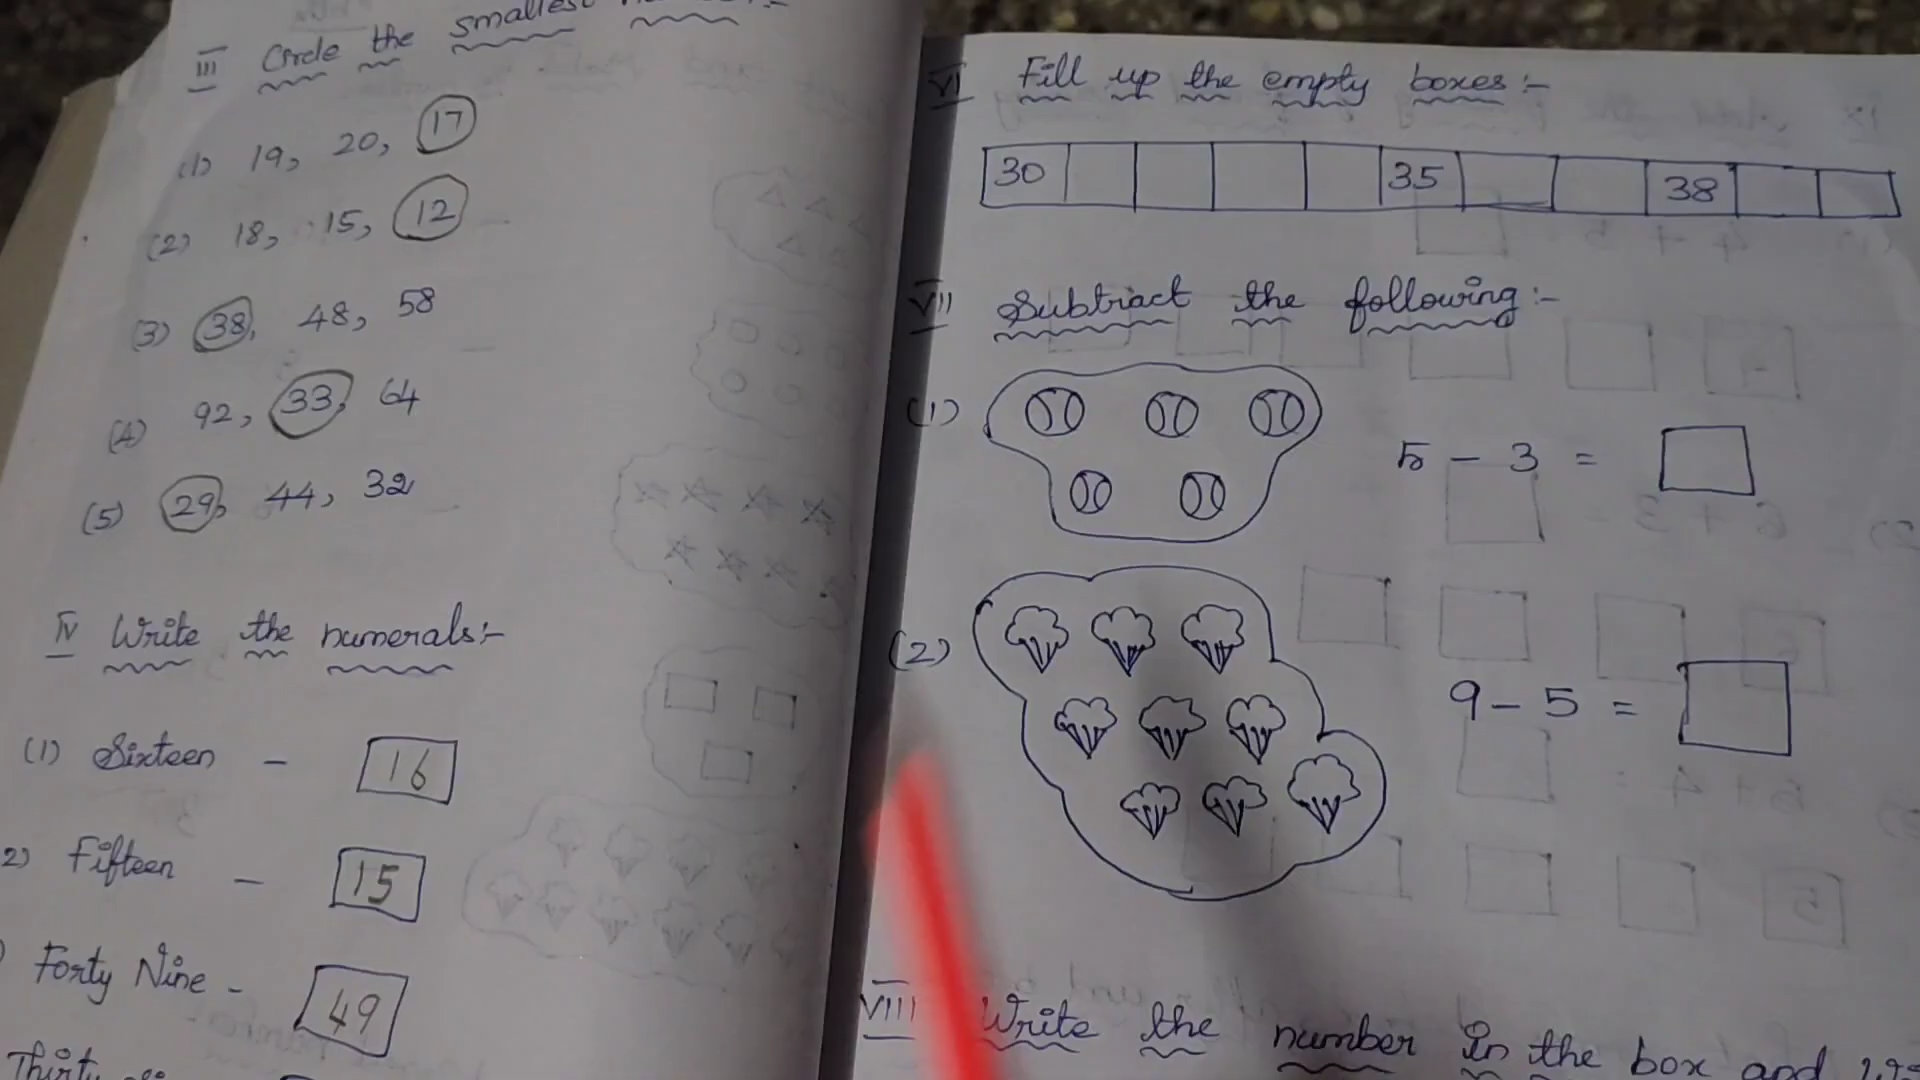 III Circle the smallest
(1) 19, 20, 17
(2) 18, 15, 12
(3) 38, 48, 58
(4) 92, 33, 64
(5) 29, 44, 32
IV Write the numerals:-
(1) Sixteen - 16
2) Fifteen - 15
) Forty Nine - 49
Thirty
VI Fill up the empty boxes:-
30 35 38
VII Subtract the following:-
(1) 5 - 3 =
(2) 9 - 5 =
VIII Write the number in the box and